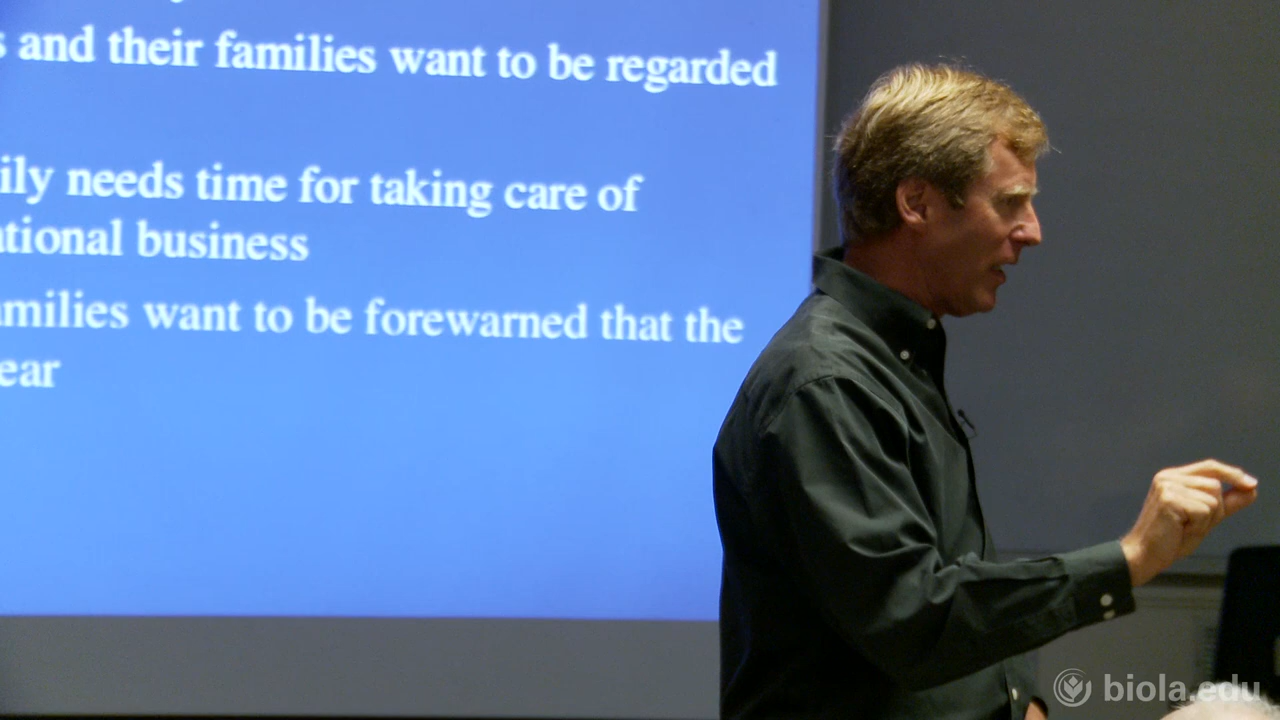 s and their families want to be regarded
ily needs time for taking care of
ational business
amilies want to be forewarned that the
ear
biola.edu